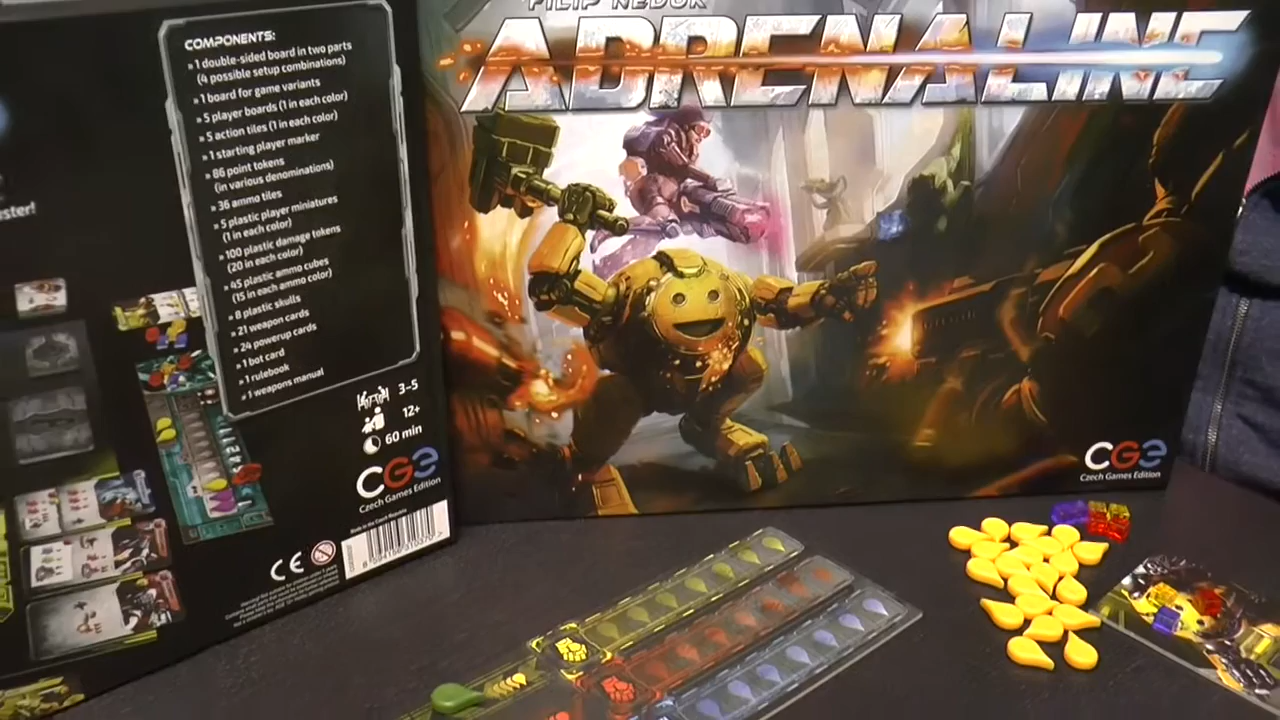 COMPONENTS:
» 1 double-sided board in two parts
(4 possible setup combinations)
» 1 board for game variants
» 5 player boards (1 in each color)
» 5 action tiles (1 in each color)
» 1 starting player marker
» 86 point tokens
(in various denominations)
» 36 ammo tiles
» 5 plastic player miniatures
(1 in each color)
» 100 plastic damage tokens
(20 in each color)
» 45 plastic ammo cubes
(15 in each ammo color)
» 8 plastic skulls
» 21 weapon cards
» 24 powerup cards
» 1 bot card
» 1 rulebook
» 1 weapons manual
3–5
12+
60 min
CGE
Czech Games Edition
Made in the Czech Republic
CE
FILIP NEDUK
ADRENALINE
CGE
Czech Games Edition